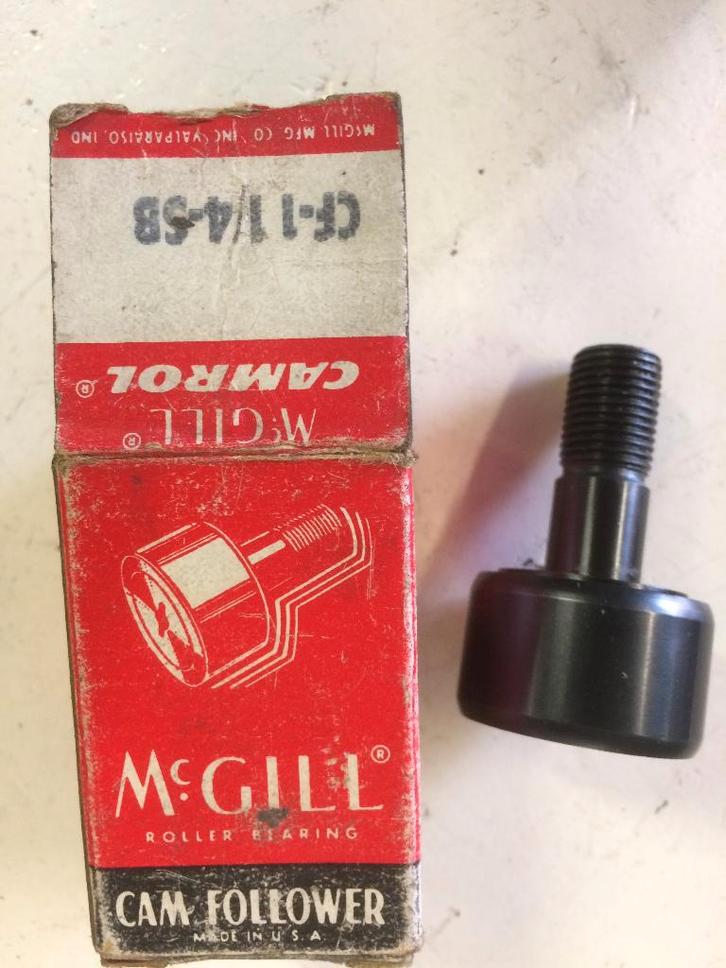 McGILL MFG CO. INC. VALPARAISO, IND
CF-1 1/4-SB
CAMROL®
McGILL®
McGILL®
ROLLER BEARING
CAM FOLLOWER
MADE IN U.S.A.